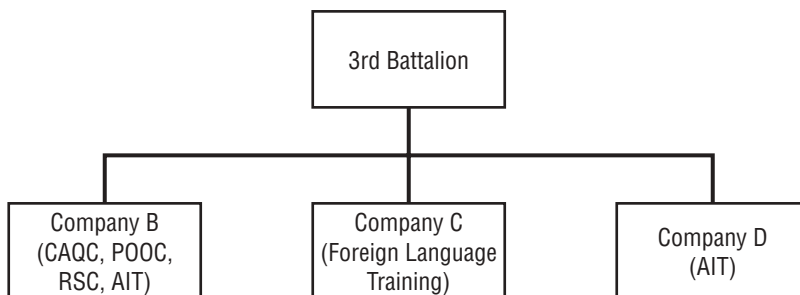 3rd Battalion
Company B
(CAQC, POOC,
RSC, AIT)
Company C
(Foreign Language
Training)
Company D
(AIT)